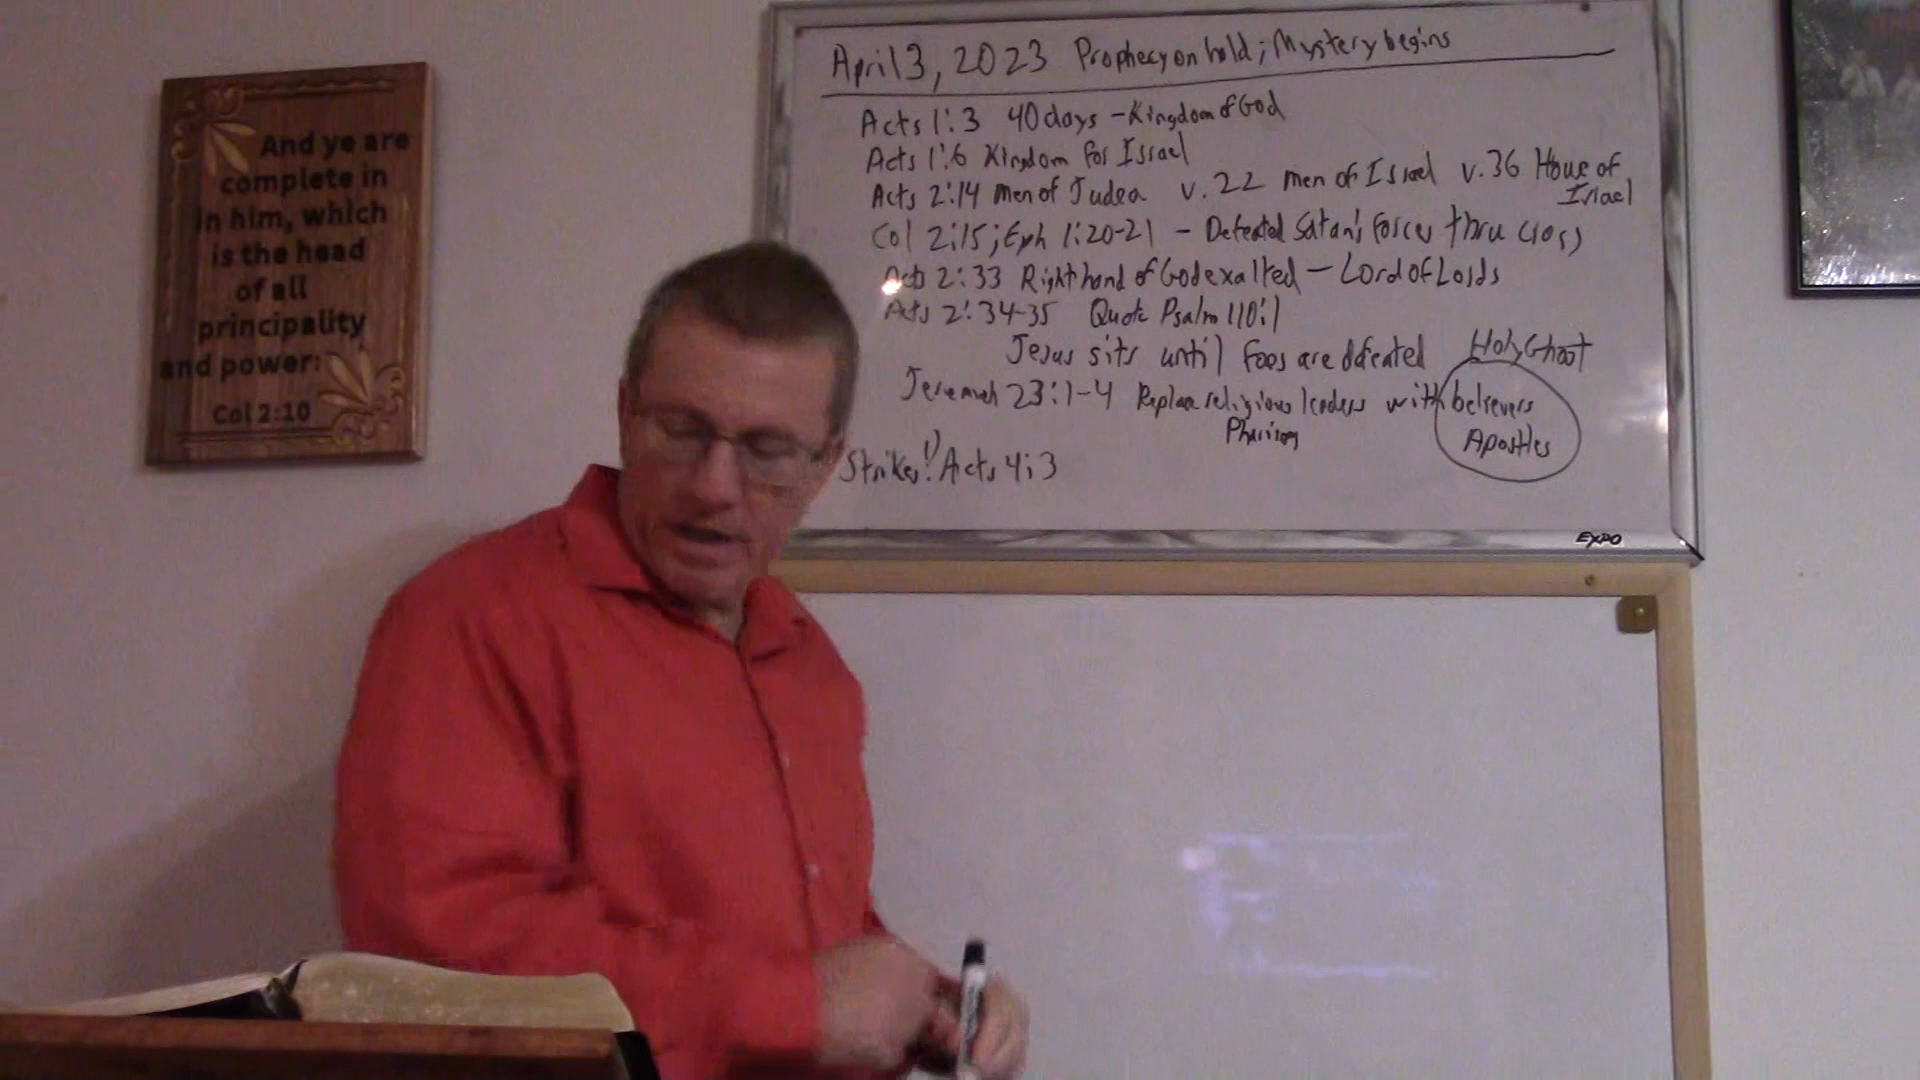 And ye are
complete in
in him, which
is the head
of all
principality
and power:
Col 2:10
April 3, 2023 Prophecy on hold; Mystery begins
Acts 1:3 40 days - Kingdom of God
Acts 1:6 Kingdom for Israel
Acts 2:14 men of Judea v. 22 men of Israel v. 36 House of
Israel
Col 2:15; Eph 1:20-21 - Defeated Satan's forces thru cross
Acts 2:33 Right hand of God exalted - Lord of Lords
Acts 2:34-35 Quote Psalm 110:1
Jesus sits until foes are defeated Holy Ghost
Jeremiah 23:1-4 Replace religious leaders with believers
Apostles
Acts 4:3
EXPO